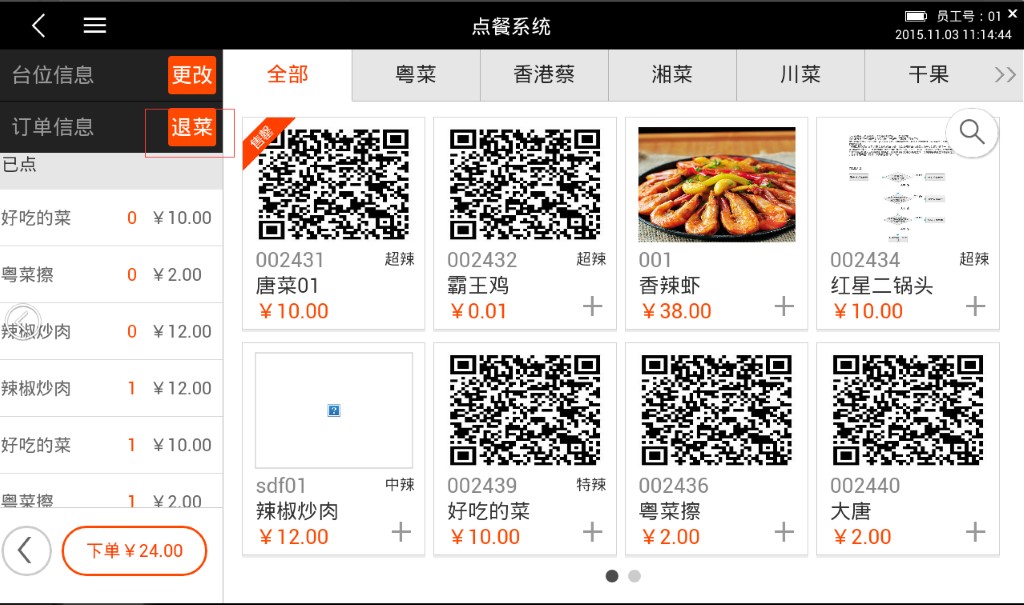 点餐系统
员工号：01
2015.11.03 11:14:44
台位信息 更改
订单信息 退菜
已点
好吃的菜 0 ￥10.00
粤菜擦 0 ￥2.00
辣椒炒肉 0 ￥12.00
辣椒炒肉 1 ￥12.00
好吃的菜 1 ￥10.00
粤菜擦 1 ￥2.00
下单￥24.00
全部 粤菜 香港蔡 湘菜 川菜 干果
售罄
002431 超辣
唐菜01
￥10.00
002432 超辣
霸王鸡
￥0.01
001
香辣虾
￥38.00
002434 超辣
红星二锅头
￥10.00
sdf01 中辣
辣椒炒肉
￥12.00
002439 特辣
好吃的菜
￥10.00
002436
粤菜擦
￥2.00
002440
大唐
￥2.00